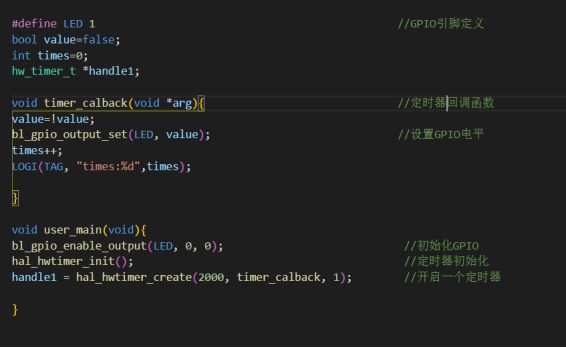 #define LED 1 //GPIO引脚定义
bool value=false;
int times=0;
hw_timer_t *handle1;
void timer_calback(void *arg){ //定时器回调函数
value=!value;
bl_gpio_output_set(LED, value); //设置GPIO电平
times++;
LOGI(TAG, "times:%d",times);
}
void user_main(void){
bl_gpio_enable_output(LED, 0, 0); //初始化GPIO
hal_hwtimer_init(); //定时器初始化
handle1 = hal_hwtimer_create(2000, timer_calback, 1); //开启一个定时器
}